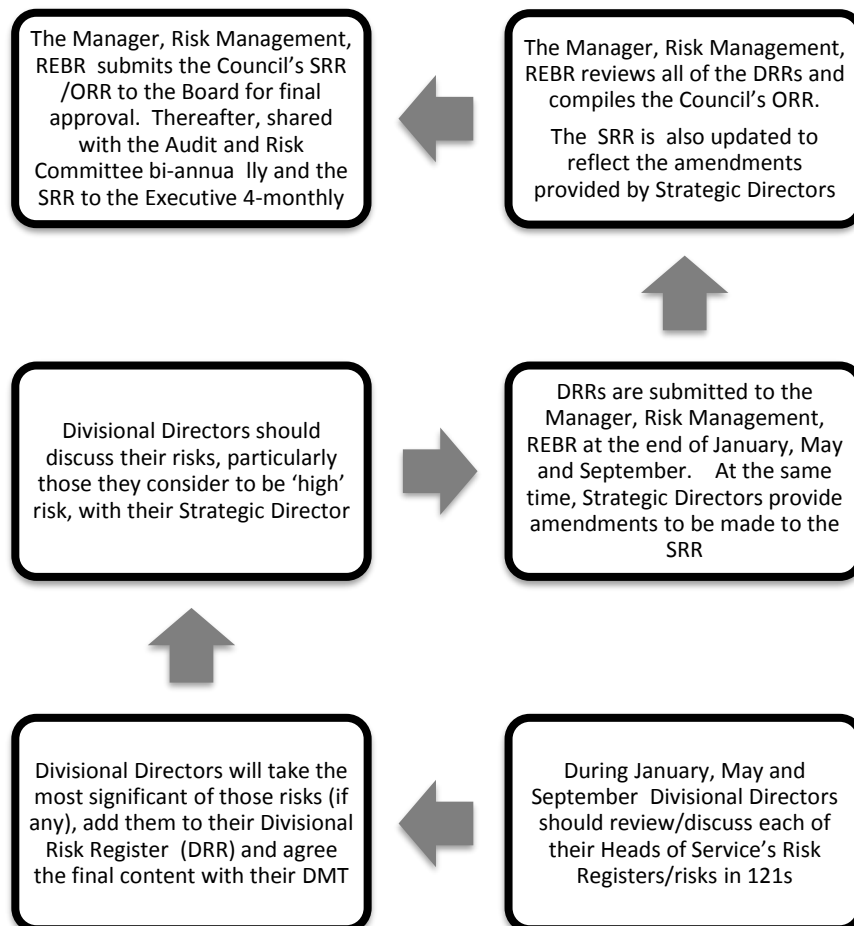 The Manager, Risk Management,
REBR submits the Council's SRR
/ORR to the Board for final
approval. Thereafter, shared
with the Audit and Risk
Committee bi-annua lly and the
SRR to the Executive 4-monthly
The Manager, Risk Management,
REBR reviews all of the DRRs and
compiles the Council's ORR.
The SRR is also updated to
reflect the amendments
provided by Strategic Directors
Divisional Directors should
discuss their risks, particularly
those they consider to be 'high'
risk, with their Strategic Director
DRRs are submitted to the
Manager, Risk Management,
REBR at the end of January, May
and September. At the same
time, Strategic Directors provide
amendments to be made to the
SRR
Divisional Directors will take the
most significant of those risks (if
any), add them to their Divisional
Risk Register (DRR) and agree
the final content with their DMT
During January, May and
September Divisional Directors
should review/discuss each of
their Heads of Service's Risk
Registers/risks in 121s